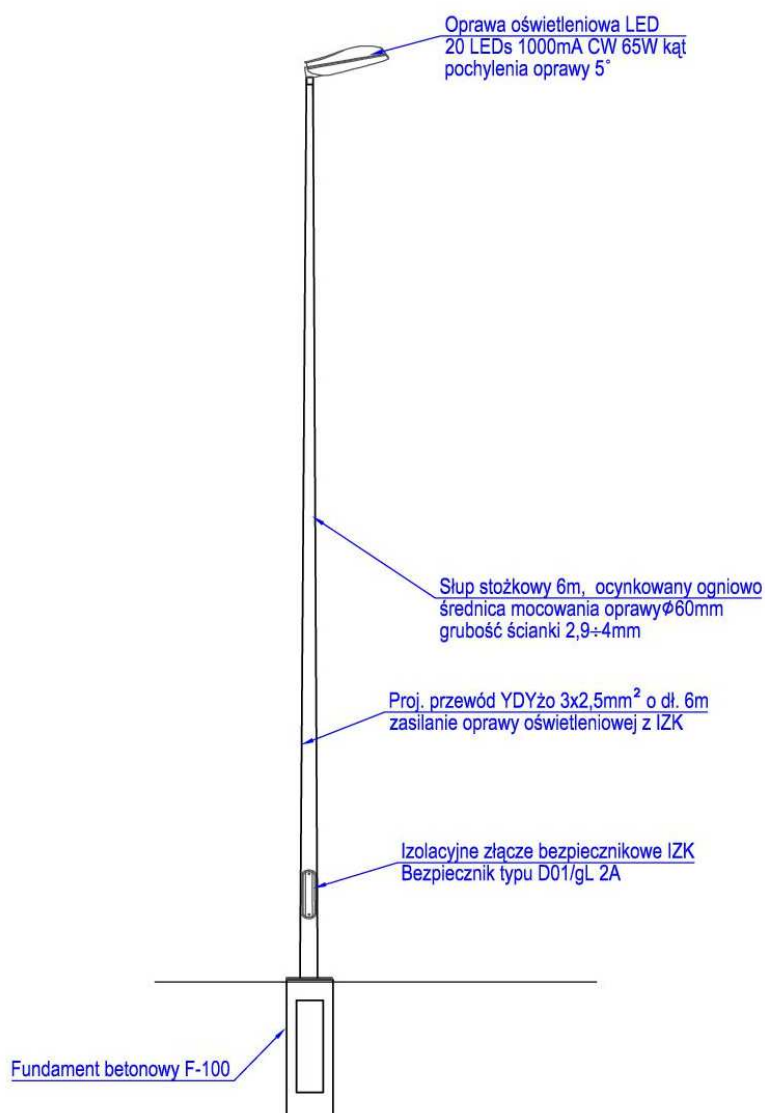 Oprawa oświetleniowa LED
20 LEDs 1000mA CW 65W kąt
pochylenia oprawy 5°
Słup stożkowy 6m, ocynkowany ogniowo
średnica mocowania oprawyϕ60mm
grubość ścianki 2,9÷4mm
Proj. przewód YDYżo 3x2,5mm² o dł. 6m
zasilanie oprawy oświetleniowej z IZK
Izolacyjne złącze bezpiecznikowe IZK
Bezpiecznik typu D01/gL 2A
Fundament betonowy F-100